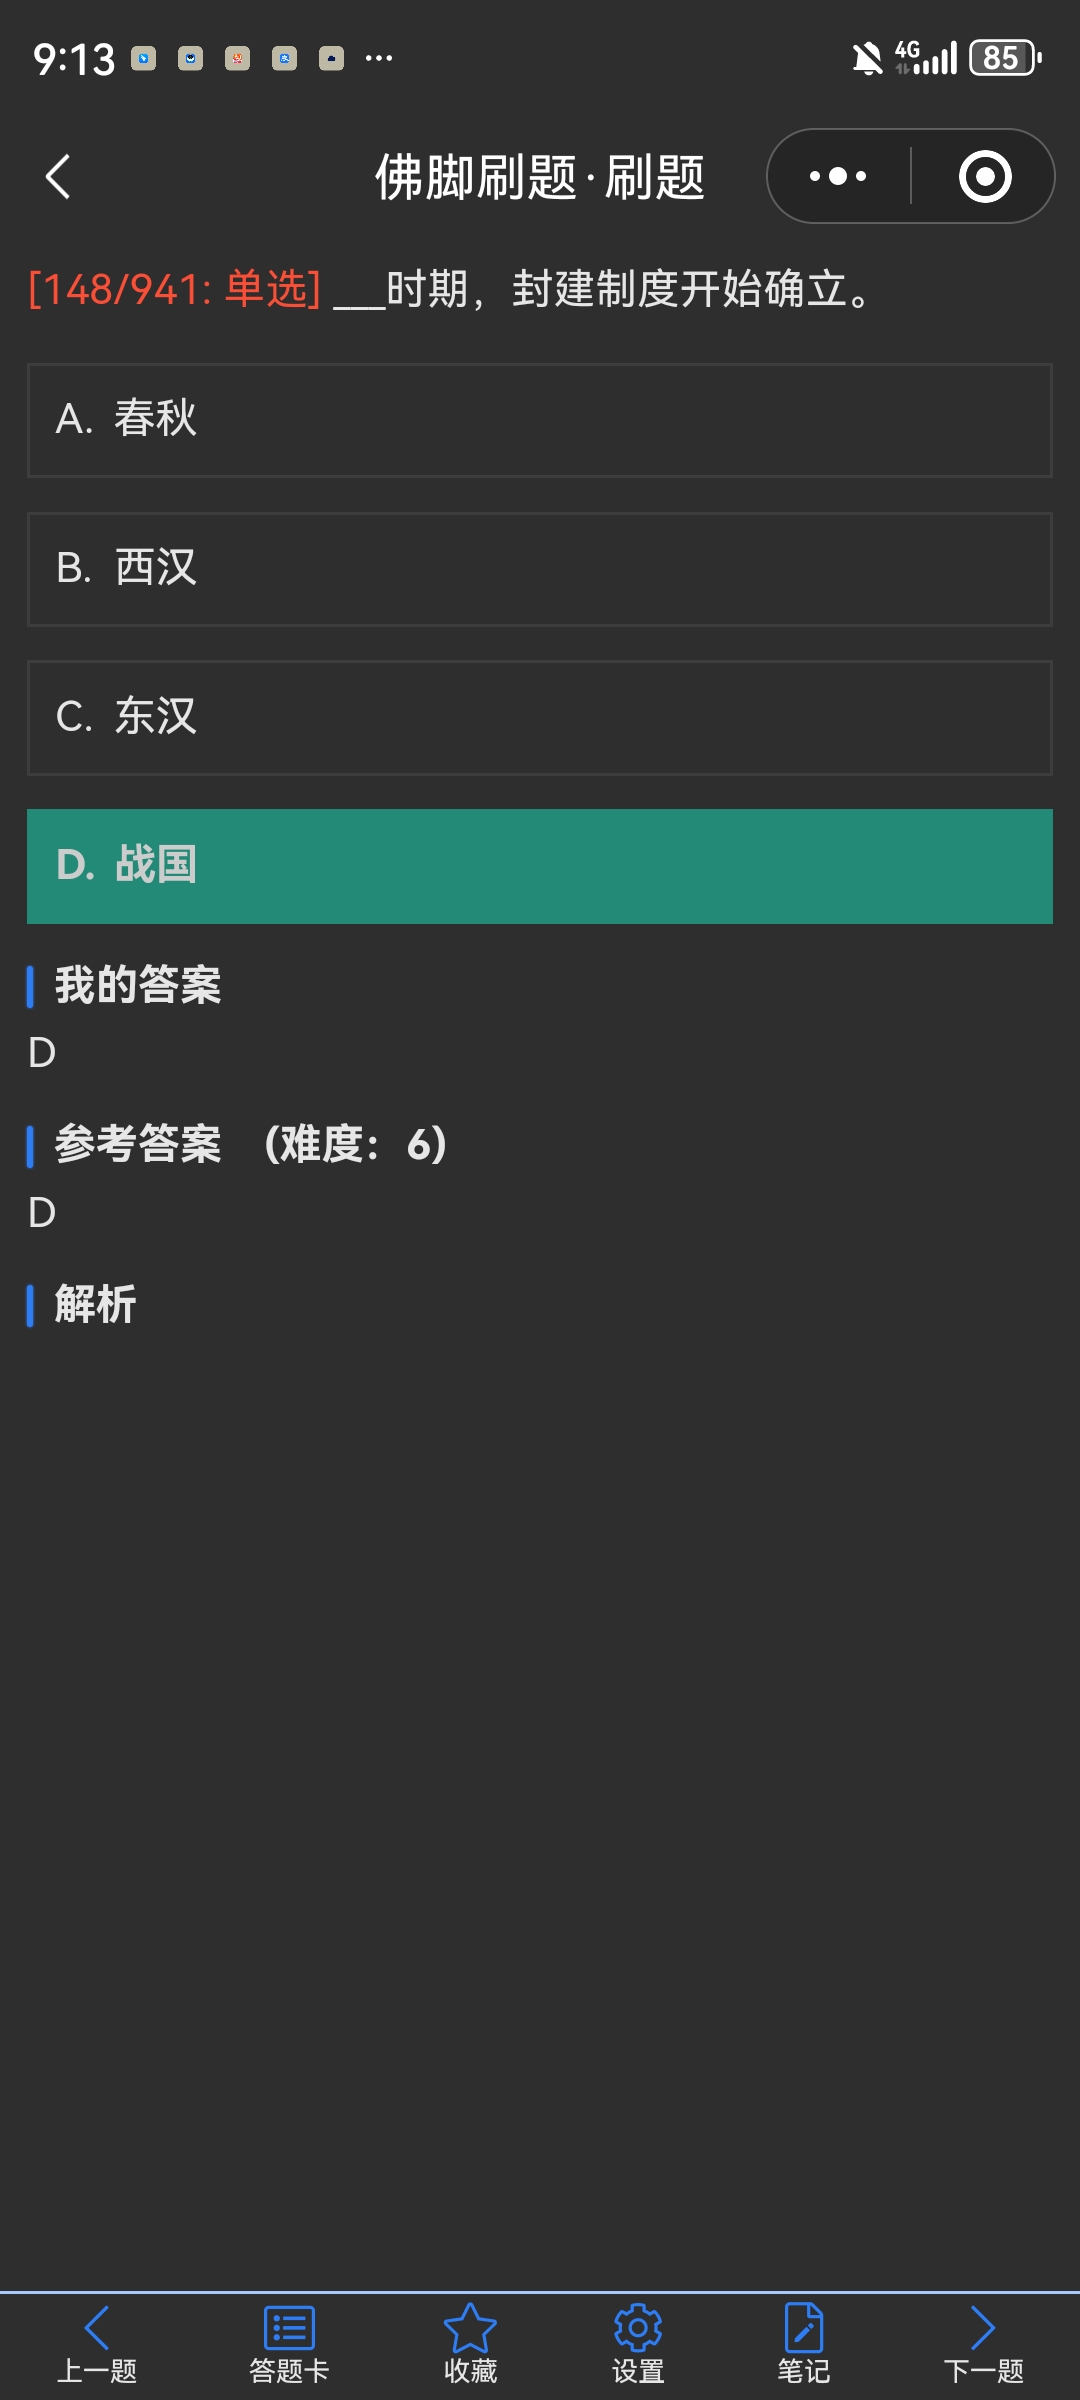 9:13
4G 85
佛脚刷题·刷题
[148/941: 单选] ___时期，封建制度开始确立。
A. 春秋
B. 西汉
C. 东汉
D. 战国
我的答案
D
参考答案 (难度：6)
D
解析
上一题 答题卡 收藏 设置 笔记 下一题